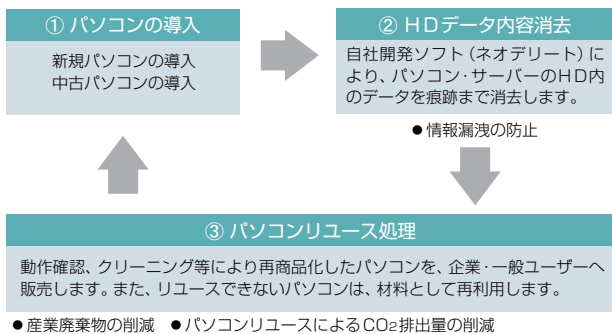 ① パソコンの導入
新規パソコンの導入
中古パソコンの導入
② HDデータ内容消去
自社開発ソフト（ネオデリート）に
より、パソコン・サーバーのHD内
のデータを痕跡まで消去します。
●情報漏洩の防止
③ パソコンリユース処理
動作確認、クリーニング等により再商品化したパソコンを、企業・一般ユーザーへ
販売します。また、リユースできないパソコンは、材料として再利用します。
●産業廃棄物の削減 ●パソコンリユースによるCO2排出量の削減